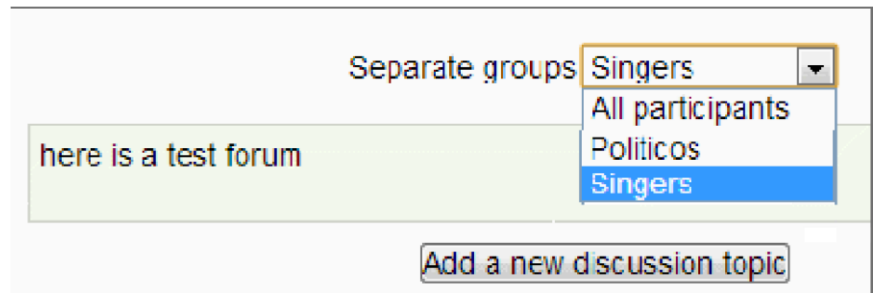 Separate groups Singers
All participants
here is a test forum Politicos
Singers
Add a new discussion topic